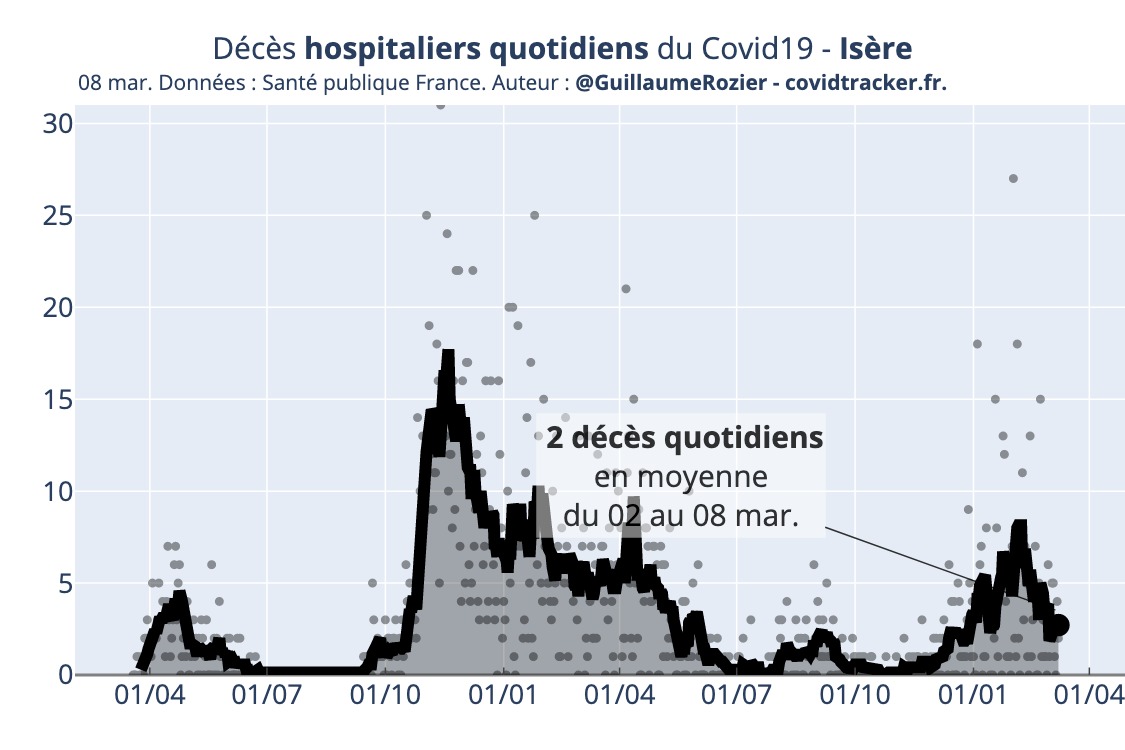 Décès hospitaliers quotidiens du Covid19 - Isère
08 mar. Données : Santé publique France. Auteur : @GuillaumeRozier - covidtracker.fr.
30
25
20
15
10
5
0
2 décès quotidiens
en moyenne
du 02 au 08 mar.
01/04 01/07 01/10 01/01 01/04 01/07 01/10 01/01 01/04